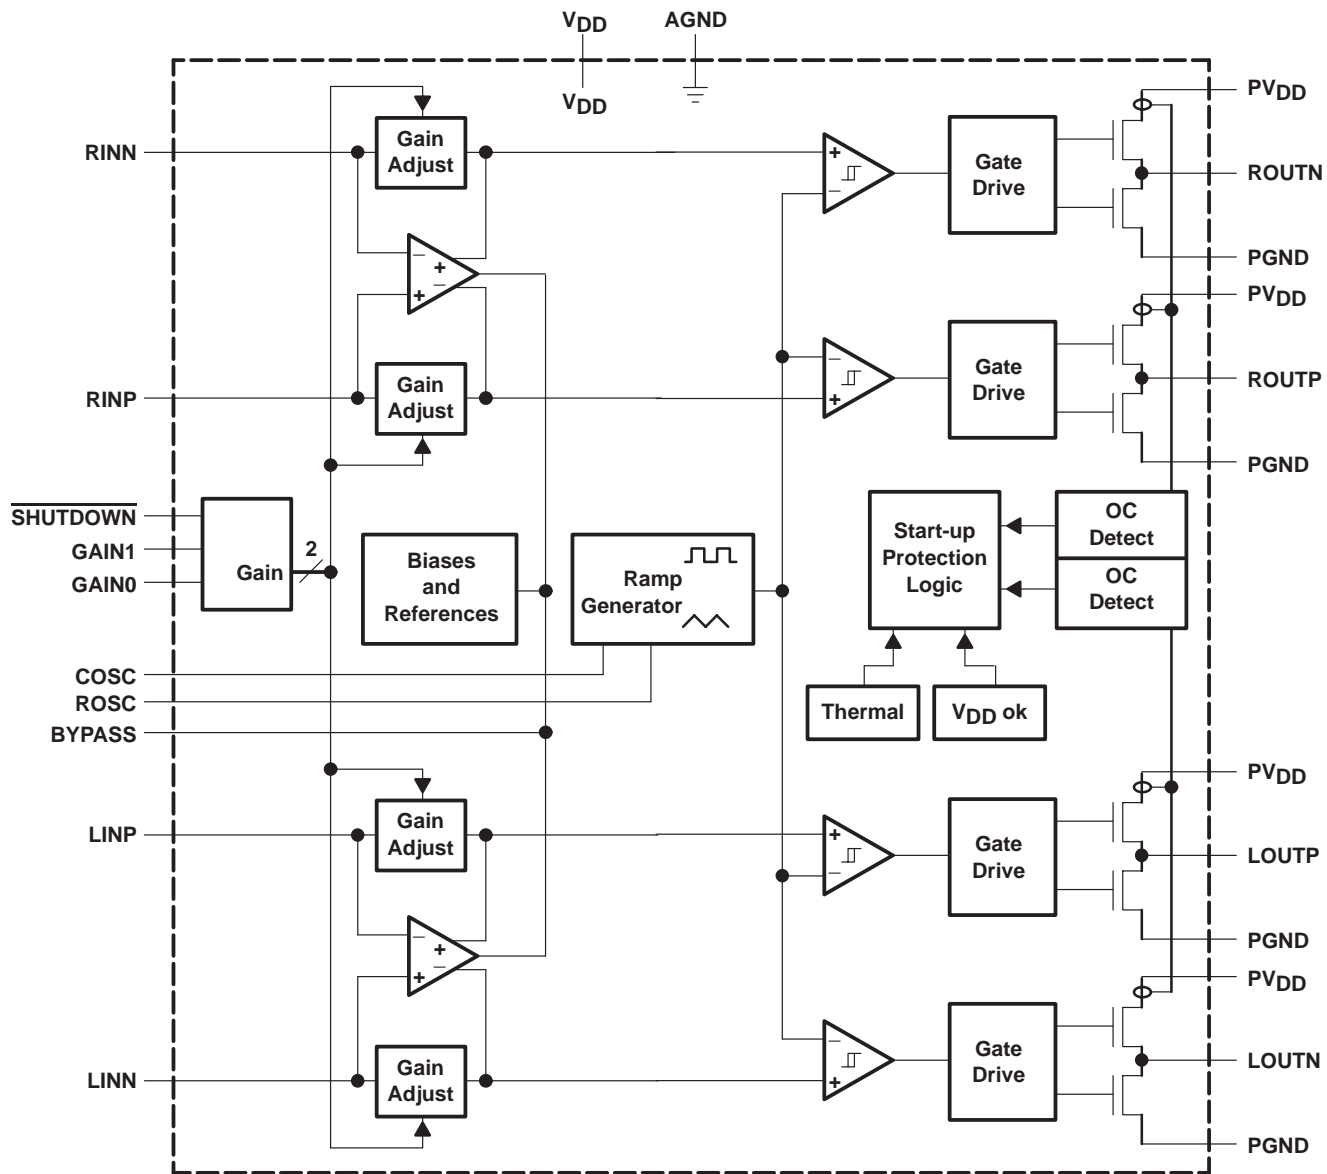 VDD
AGND
VDD
PVDD
RINN
Gain
Adjust
+
−
Gate
Drive
ROUTN
−
+
−
+
PGND
PVDD
RINP
Gain
Adjust
−
+
Gate
Drive
ROUTP
PGND
SHUTDOWN
GAIN1
GAIN0
Gain
2
Biases
and
References
Ramp
Generator
Start-up
Protection
Logic
OC
Detect
OC
Detect
COSC
ROSC
BYPASS
Thermal
VDD ok
PVDD
LINP
Gain
Adjust
+
−
Gate
Drive
LOUTP
−
+
−
+
PGND
PVDD
LINN
Gain
Adjust
−
+
Gate
Drive
LOUTN
PGND